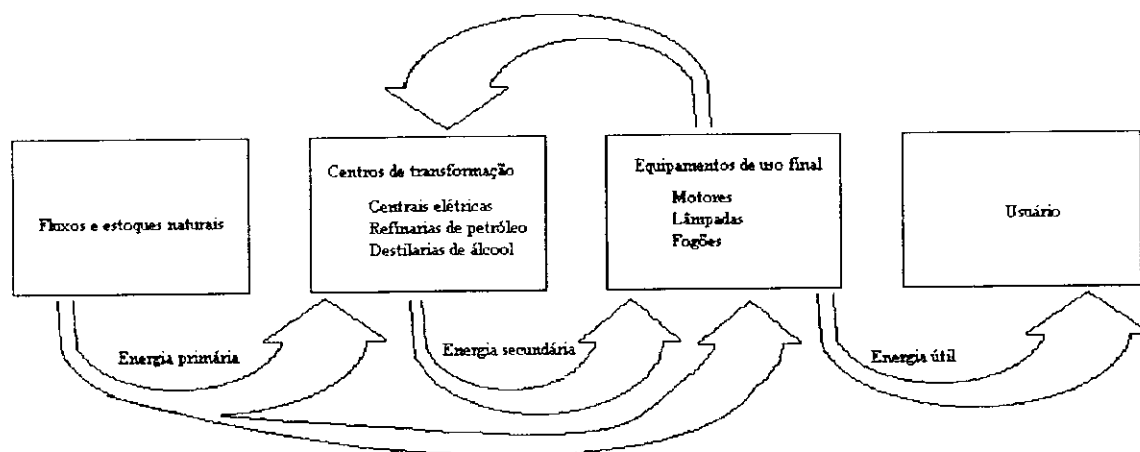 Fluxos e estoques naturais
Centros de transformação
Centrais elétricas
Refinarias de petróleo
Destilarias de álcool
Equipamentos de uso final
Motores
Lâmpadas
Fogões
Usuário
Energia primária
Energia secundária
Energia útil